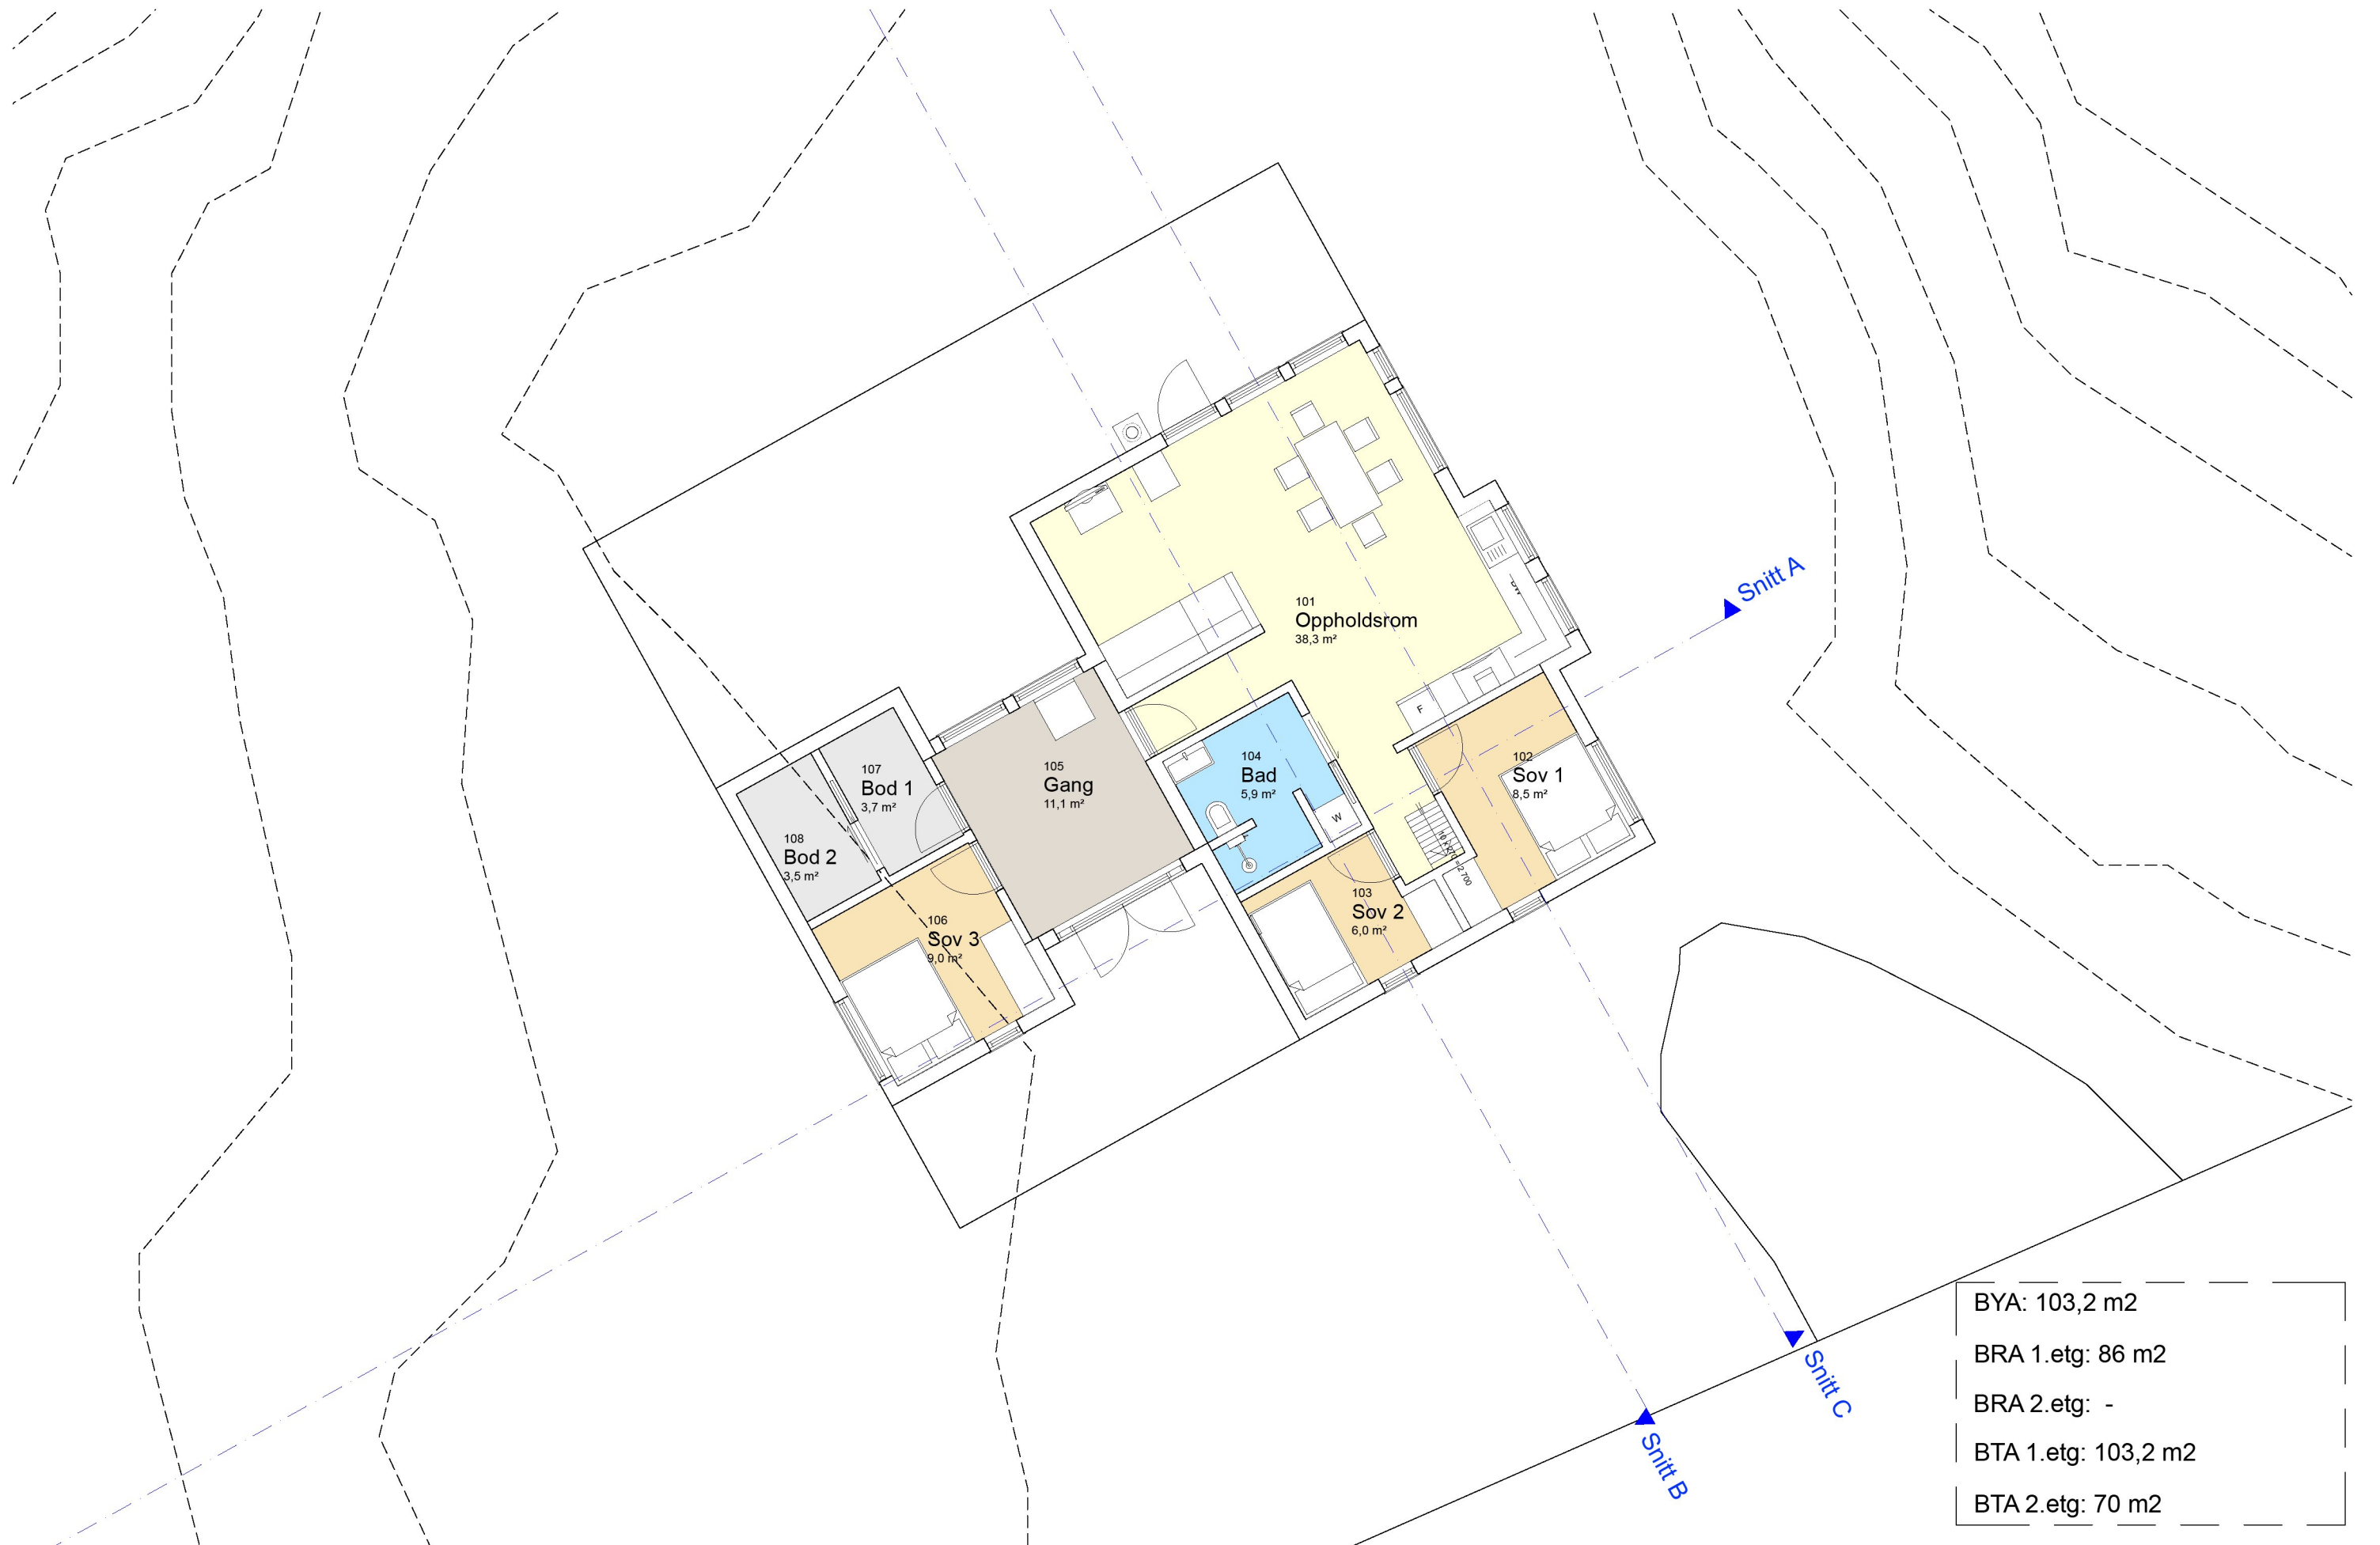 Snitt A
101
Oppholdsrom
38,3 m²
F
102
Sov 1
8,5 m²
104
Bad
5,9 m²
W
105
Gang
11,1 m²
107
Bod 1
3,7 m²
108
Bod 2
3,5 m²
103
Sov 2
6,0 m²
106
Sov 3
9,0 m²
Snitt C
Snitt B
BYA: 103,2 m2
BRA 1.etg: 86 m2
BRA 2.etg: -
BTA 1.etg: 103,2 m2
BTA 2.etg: 70 m2